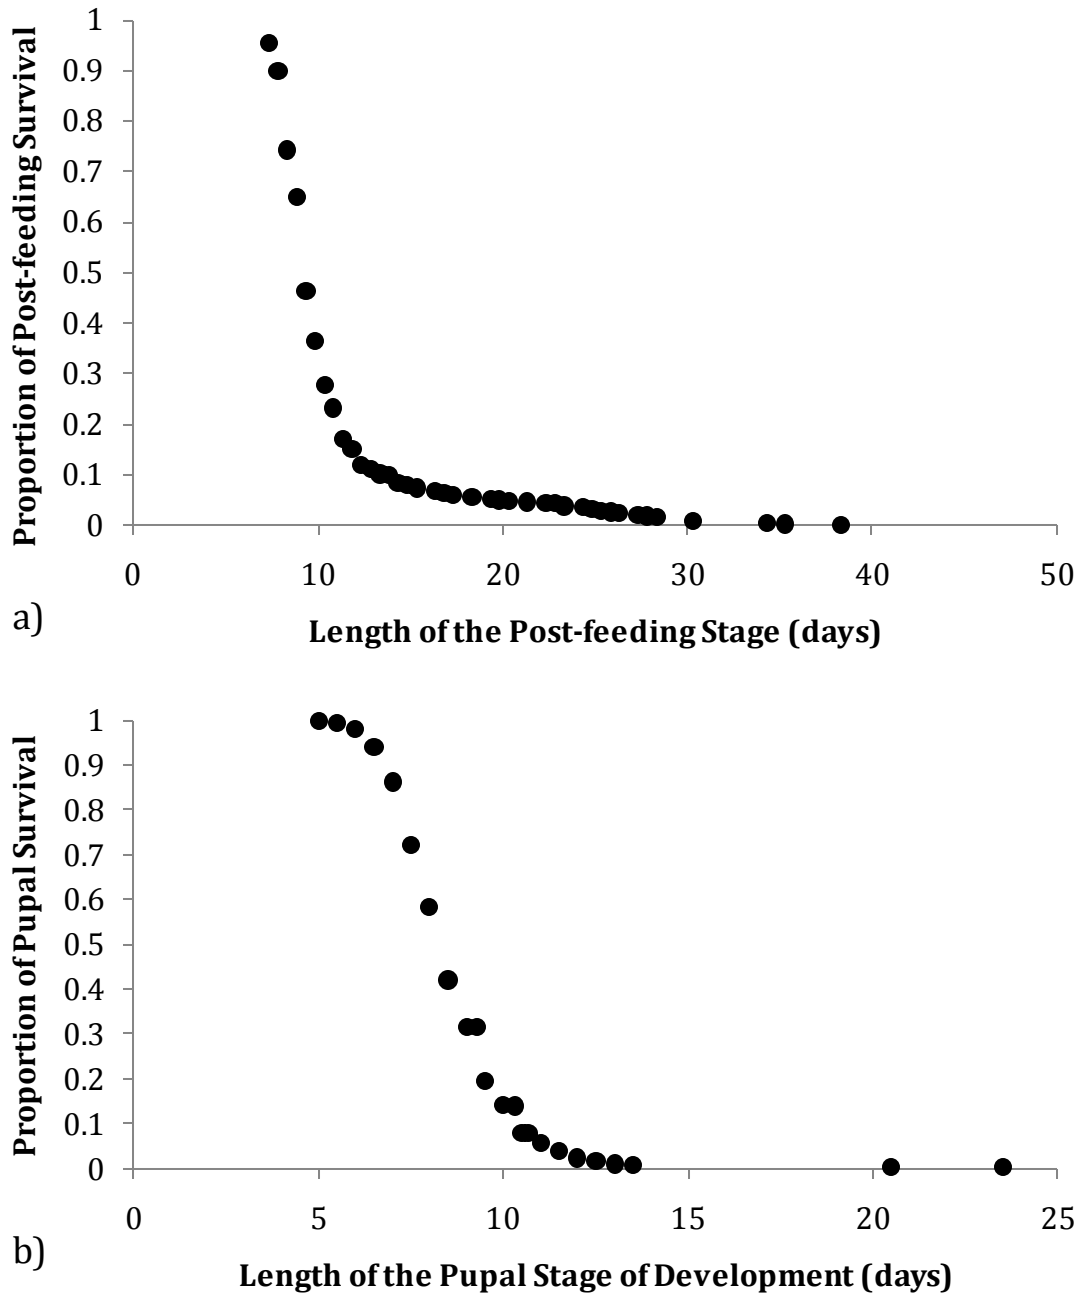 Proportion of Post-feeding Survival
1
0.9
0.8
0.7
0.6
0.5
0.4
0.3
0.2
0.1
0
0 10 20 30 40 50
a)
Length of the Post-feeding Stage (days)
Proportion of Pupal Survival
1
0.9
0.8
0.7
0.6
0.5
0.4
0.3
0.2
0.1
0
0 5 10 15 20 25
b)
Length of the Pupal Stage of Development (days)